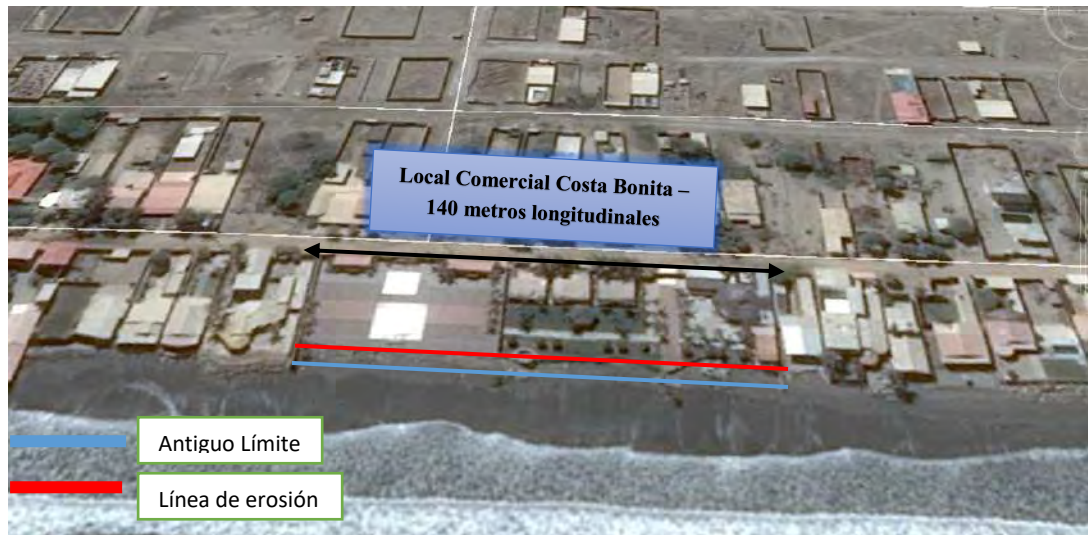 Local Comercial Costa Bonita –
140 metros longitudinales
Antiguo Límite
Línea de erosión